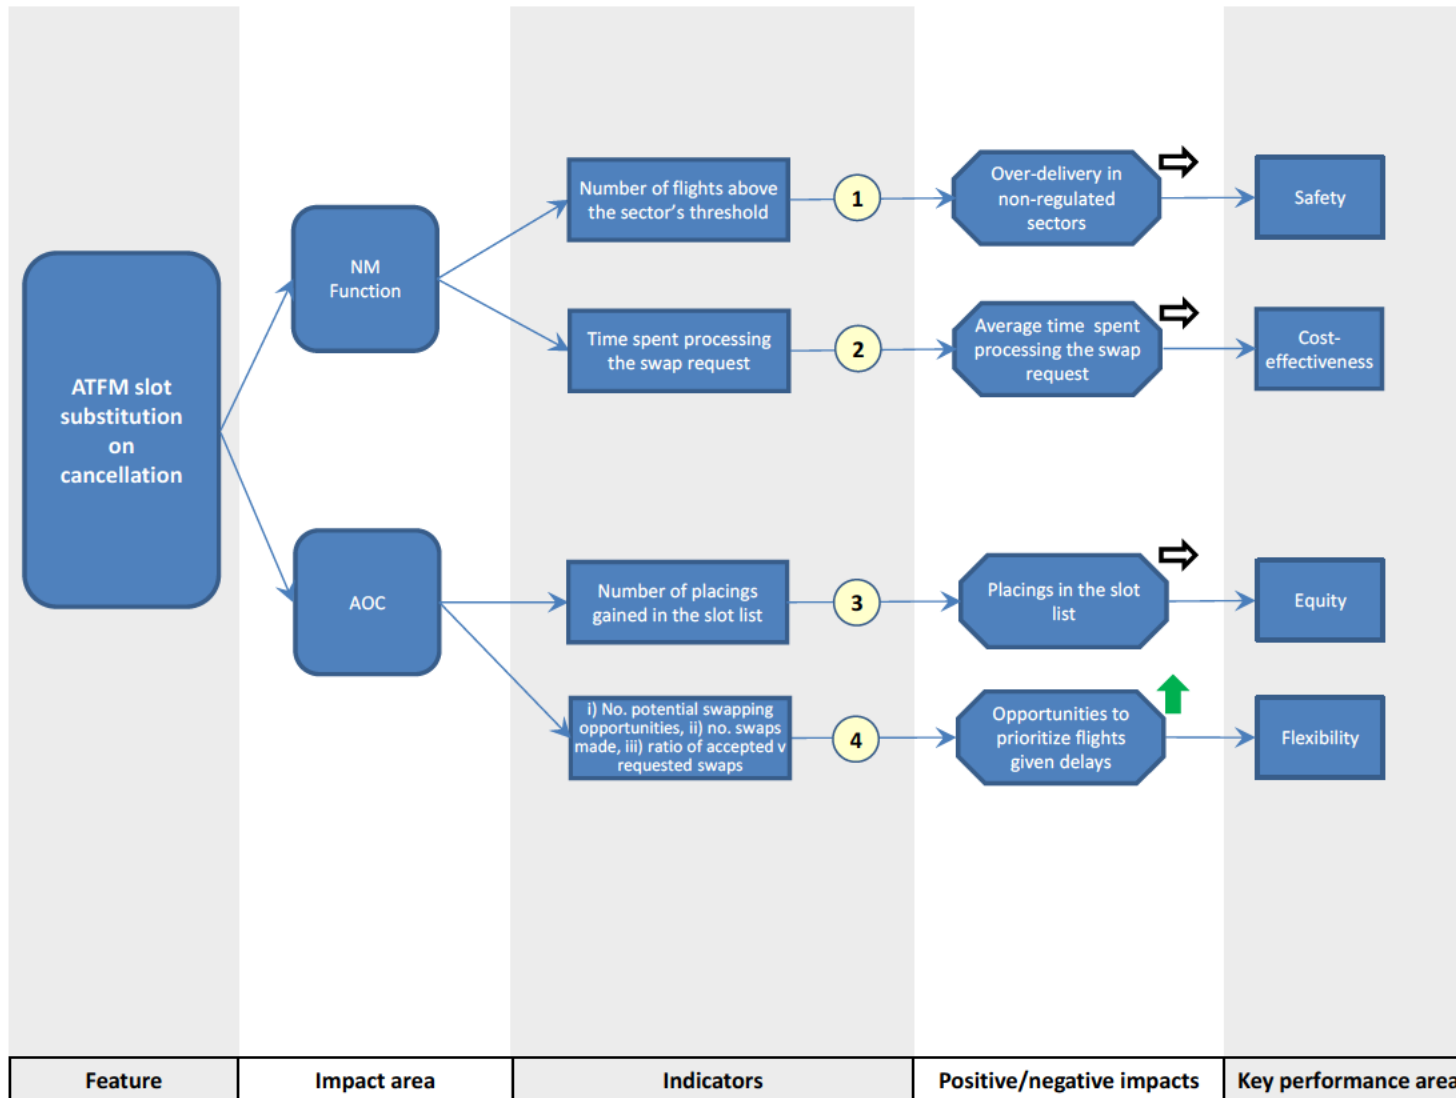 ATFM slot
substitution
on
cancellation
NM
Function
AOC
Number of flights above
the sector's threshold
1
Over-delivery in
non-regulated
sectors
Safety
Time spent processing
the swap request
2
Average time spent
processing the swap
request
Cost-
effectiveness
Number of placings
gained in the slot list
3
Placings in the slot
list
Equity
i) No. potential swapping
opportunities, ii) no. swaps
made, iii) ratio of accepted v
requested swaps
4
Opportunities to
prioritize flights
given delays
Flexibility
Feature
Impact area
Indicators
Positive/negative impacts
Key performance area